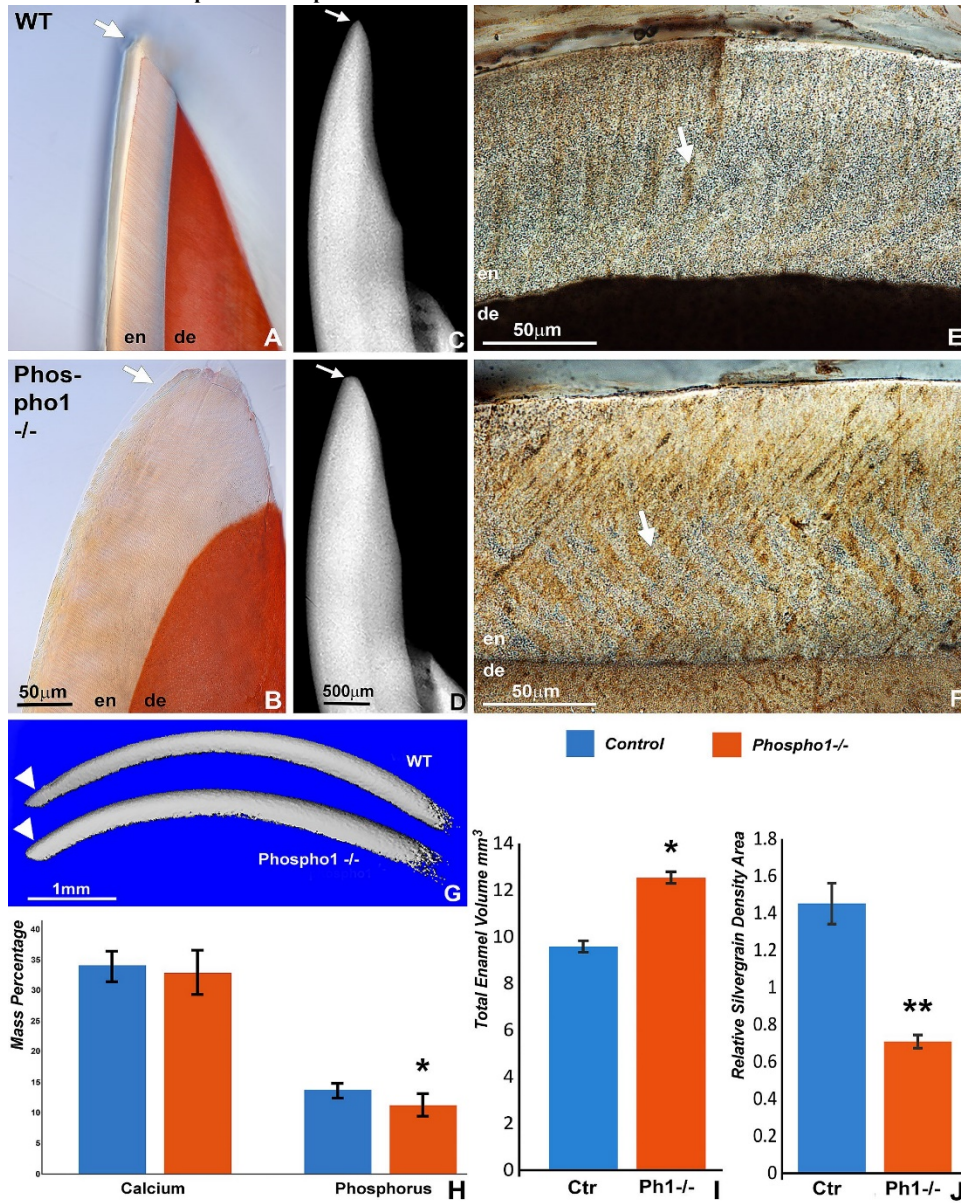 WT
A
en de
C
en
de
50µm
E
Phos-
pho1
-/-
50µm
en de
B
500µm
D
en
de
50µm
F
WT
Phospho1 -/-
1mm
G
Control
Phospho1-/-
Mass Percentage
40
35
30
25
20
15
10
5
0
*
Calcium
Phosphorus
H
Total Enamel Volume mm³
14
12
10
8
6
4
2
0
*
Ctr
Ph1-/-
I
Relative Silvergrain Density Area
1.8
1.6
1.4
1.2
1
0.8
0.6
0.4
0.2
0
**
Ctr
Ph1-/-
J